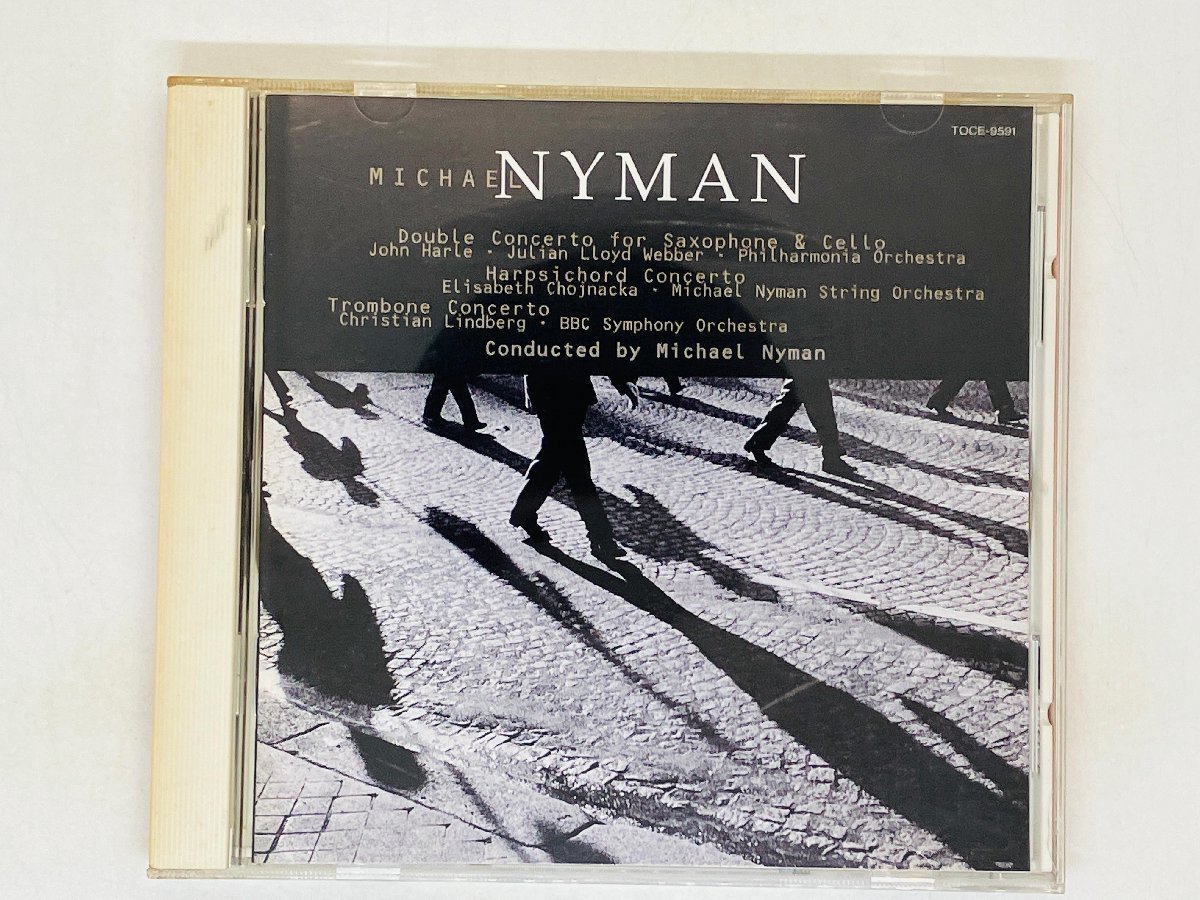 TOCE-9591
MICHAEL NYMAN
Double Concerto for Saxophone & Cello
John Harle · Julian Lloyd Webber · Philharmonia Orchestra
Harpsichord Concerto
Elisabeth Chojnacka · Michael Nyman String Orchestra
Trombone Concerto
Christian Lindberg · BBC Symphony Orchestra
Conducted by Michael Nyman